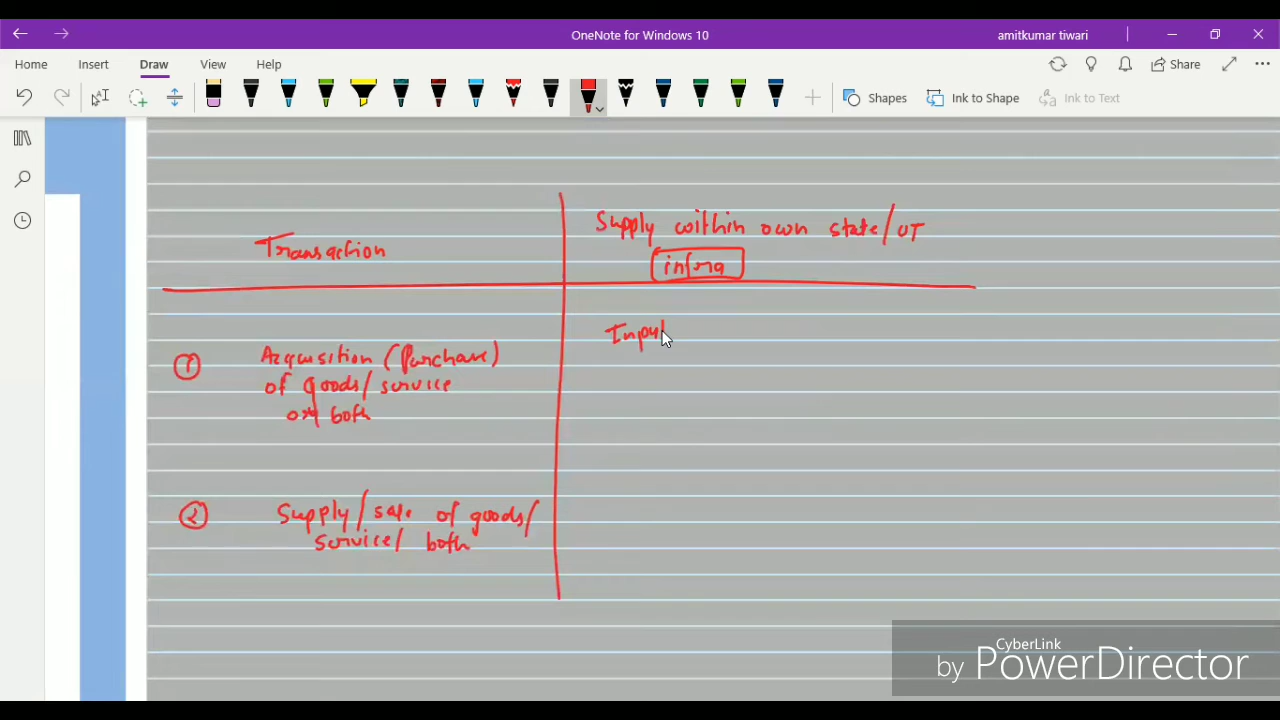 OneNote for Windows 10
amitkumar tiwari
Home Insert Draw View Help
Share
Shapes
Ink to Shape
Ink to Text
Transaction
Supply within own state/UT
intra
① Acqusition (Purchase)
of goods/service
or both
Input
② Supply/sale of goods/
service/ both
CyberLink
by PowerDirector